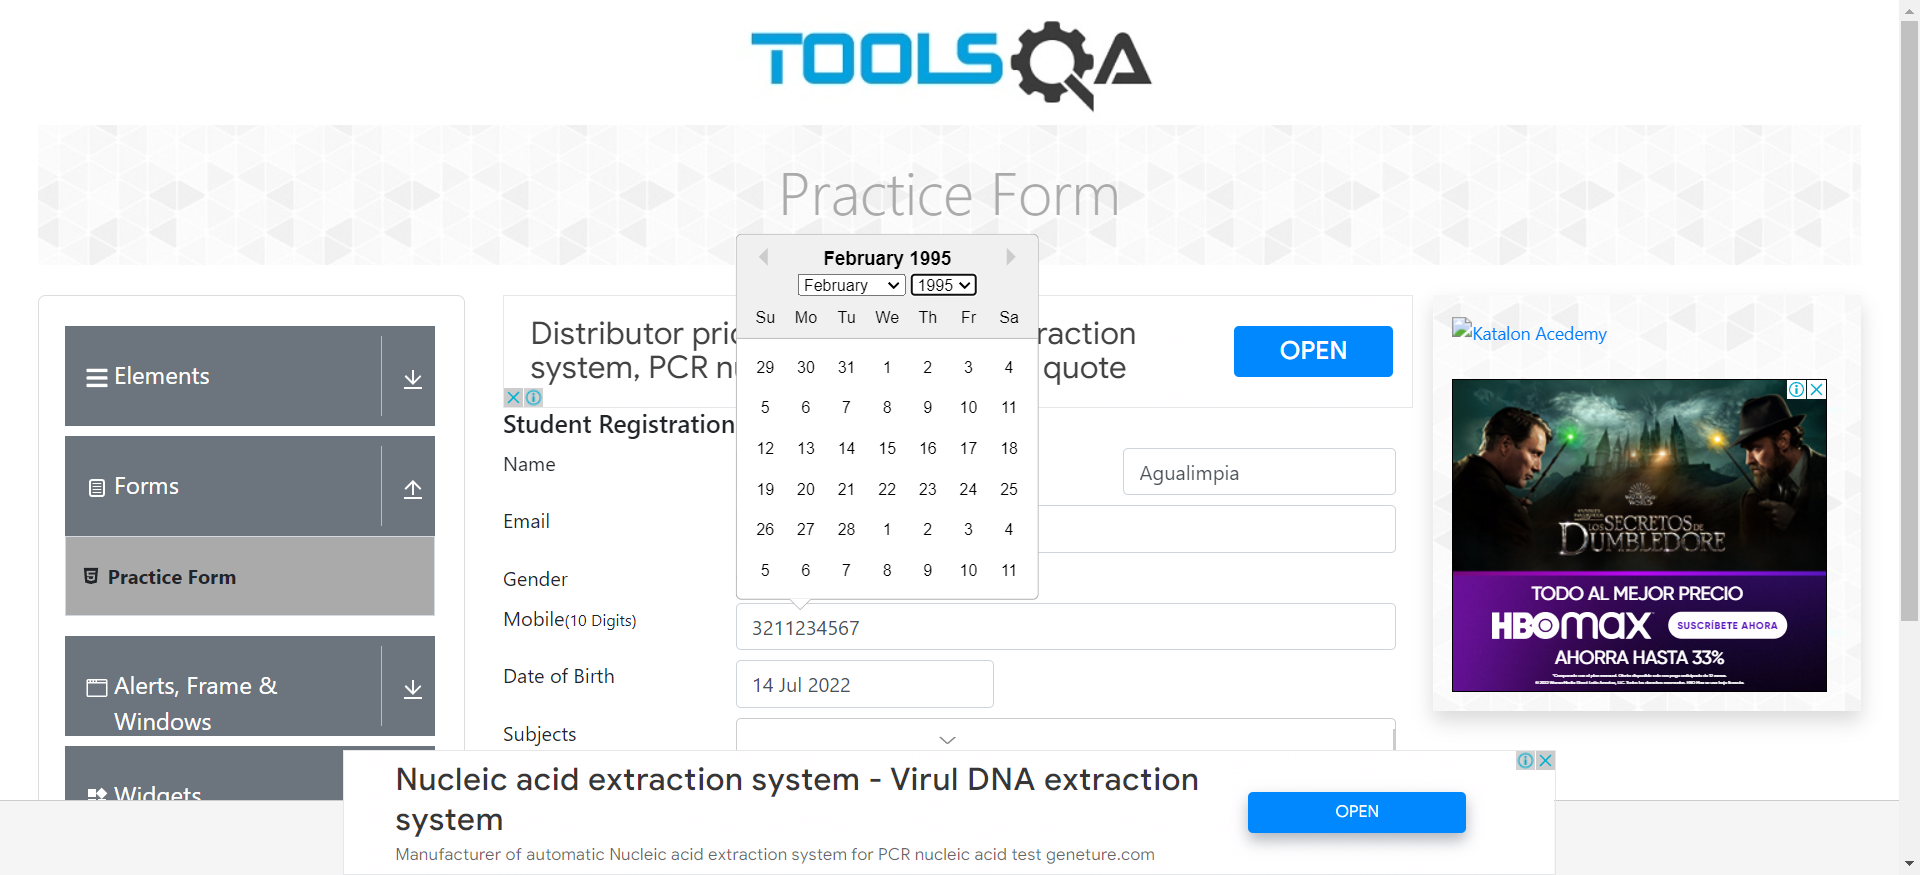 TOOLSQA
Practice Form
Elements
Forms
Practice Form
Alerts, Frame &
Windows
Widgets
Distributor pri
raction
system, PCR n
quote
OPEN
Student Registration
Name
Agualimpia
Email
Gender
Mobile(10 Digits)
3211234567
Date of Birth
14 Jul 2022
Subjects
February 1995
February 1995
Su Mo Tu We Th Fr Sa
29 30 31 1 2 3 4
5 6 7 8 9 10 11
12 13 14 15 16 17 18
19 20 21 22 23 24 25
26 27 28 1 2 3 4
5 6 7 8 9 10 11
Katalon Acedemy
WIZARDING WORLD
LOS SECRETOS DE
DUMBLEDORE
TODO AL MEJOR PRECIO
HBOmax
SUSCRÍBETE AHORA
AHORRA HASTA 33%
Nucleic acid extraction system - Virul DNA extraction
system
Manufacturer of automatic Nucleic acid extraction system for PCR nucleic acid test geneture.com
OPEN